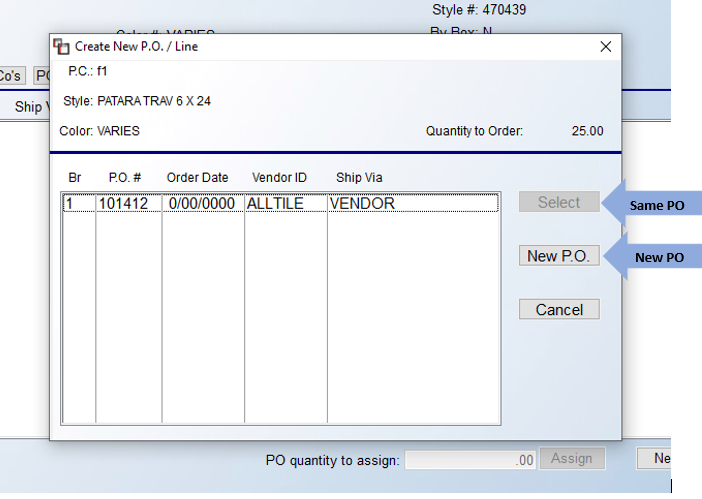 Style #: 470439
Color #: VARIES
By Box: N
Create New P.O. / Line
Co's
P.C.: f1
Style: PATARA TRAV 6 X 24
Ship
Color: VARIES
Quantity to Order: 25.00
Br P.O. # Order Date Vendor ID Ship Via
1 101412 0/00/0000 ALLTILE VENDOR
Select
Same PO
New P.O.
New PO
Cancel
PO quantity to assign: .00 Assign